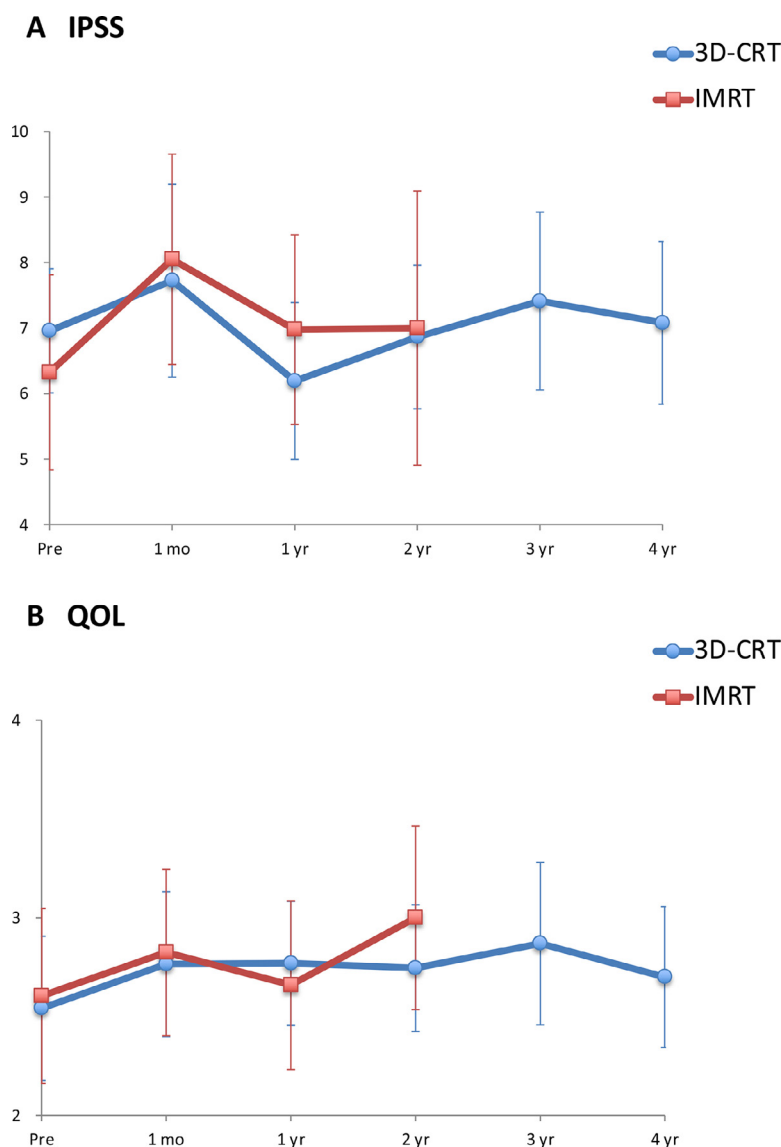 A IPSS
3D-CRT
IMRT
10
9
8
7
6
5
4
Pre 1 mo 1 yr 2 yr 3 yr 4 yr
B QOL
3D-CRT
IMRT
4
3
2
Pre 1 mo 1 yr 2 yr 3 yr 4 yr